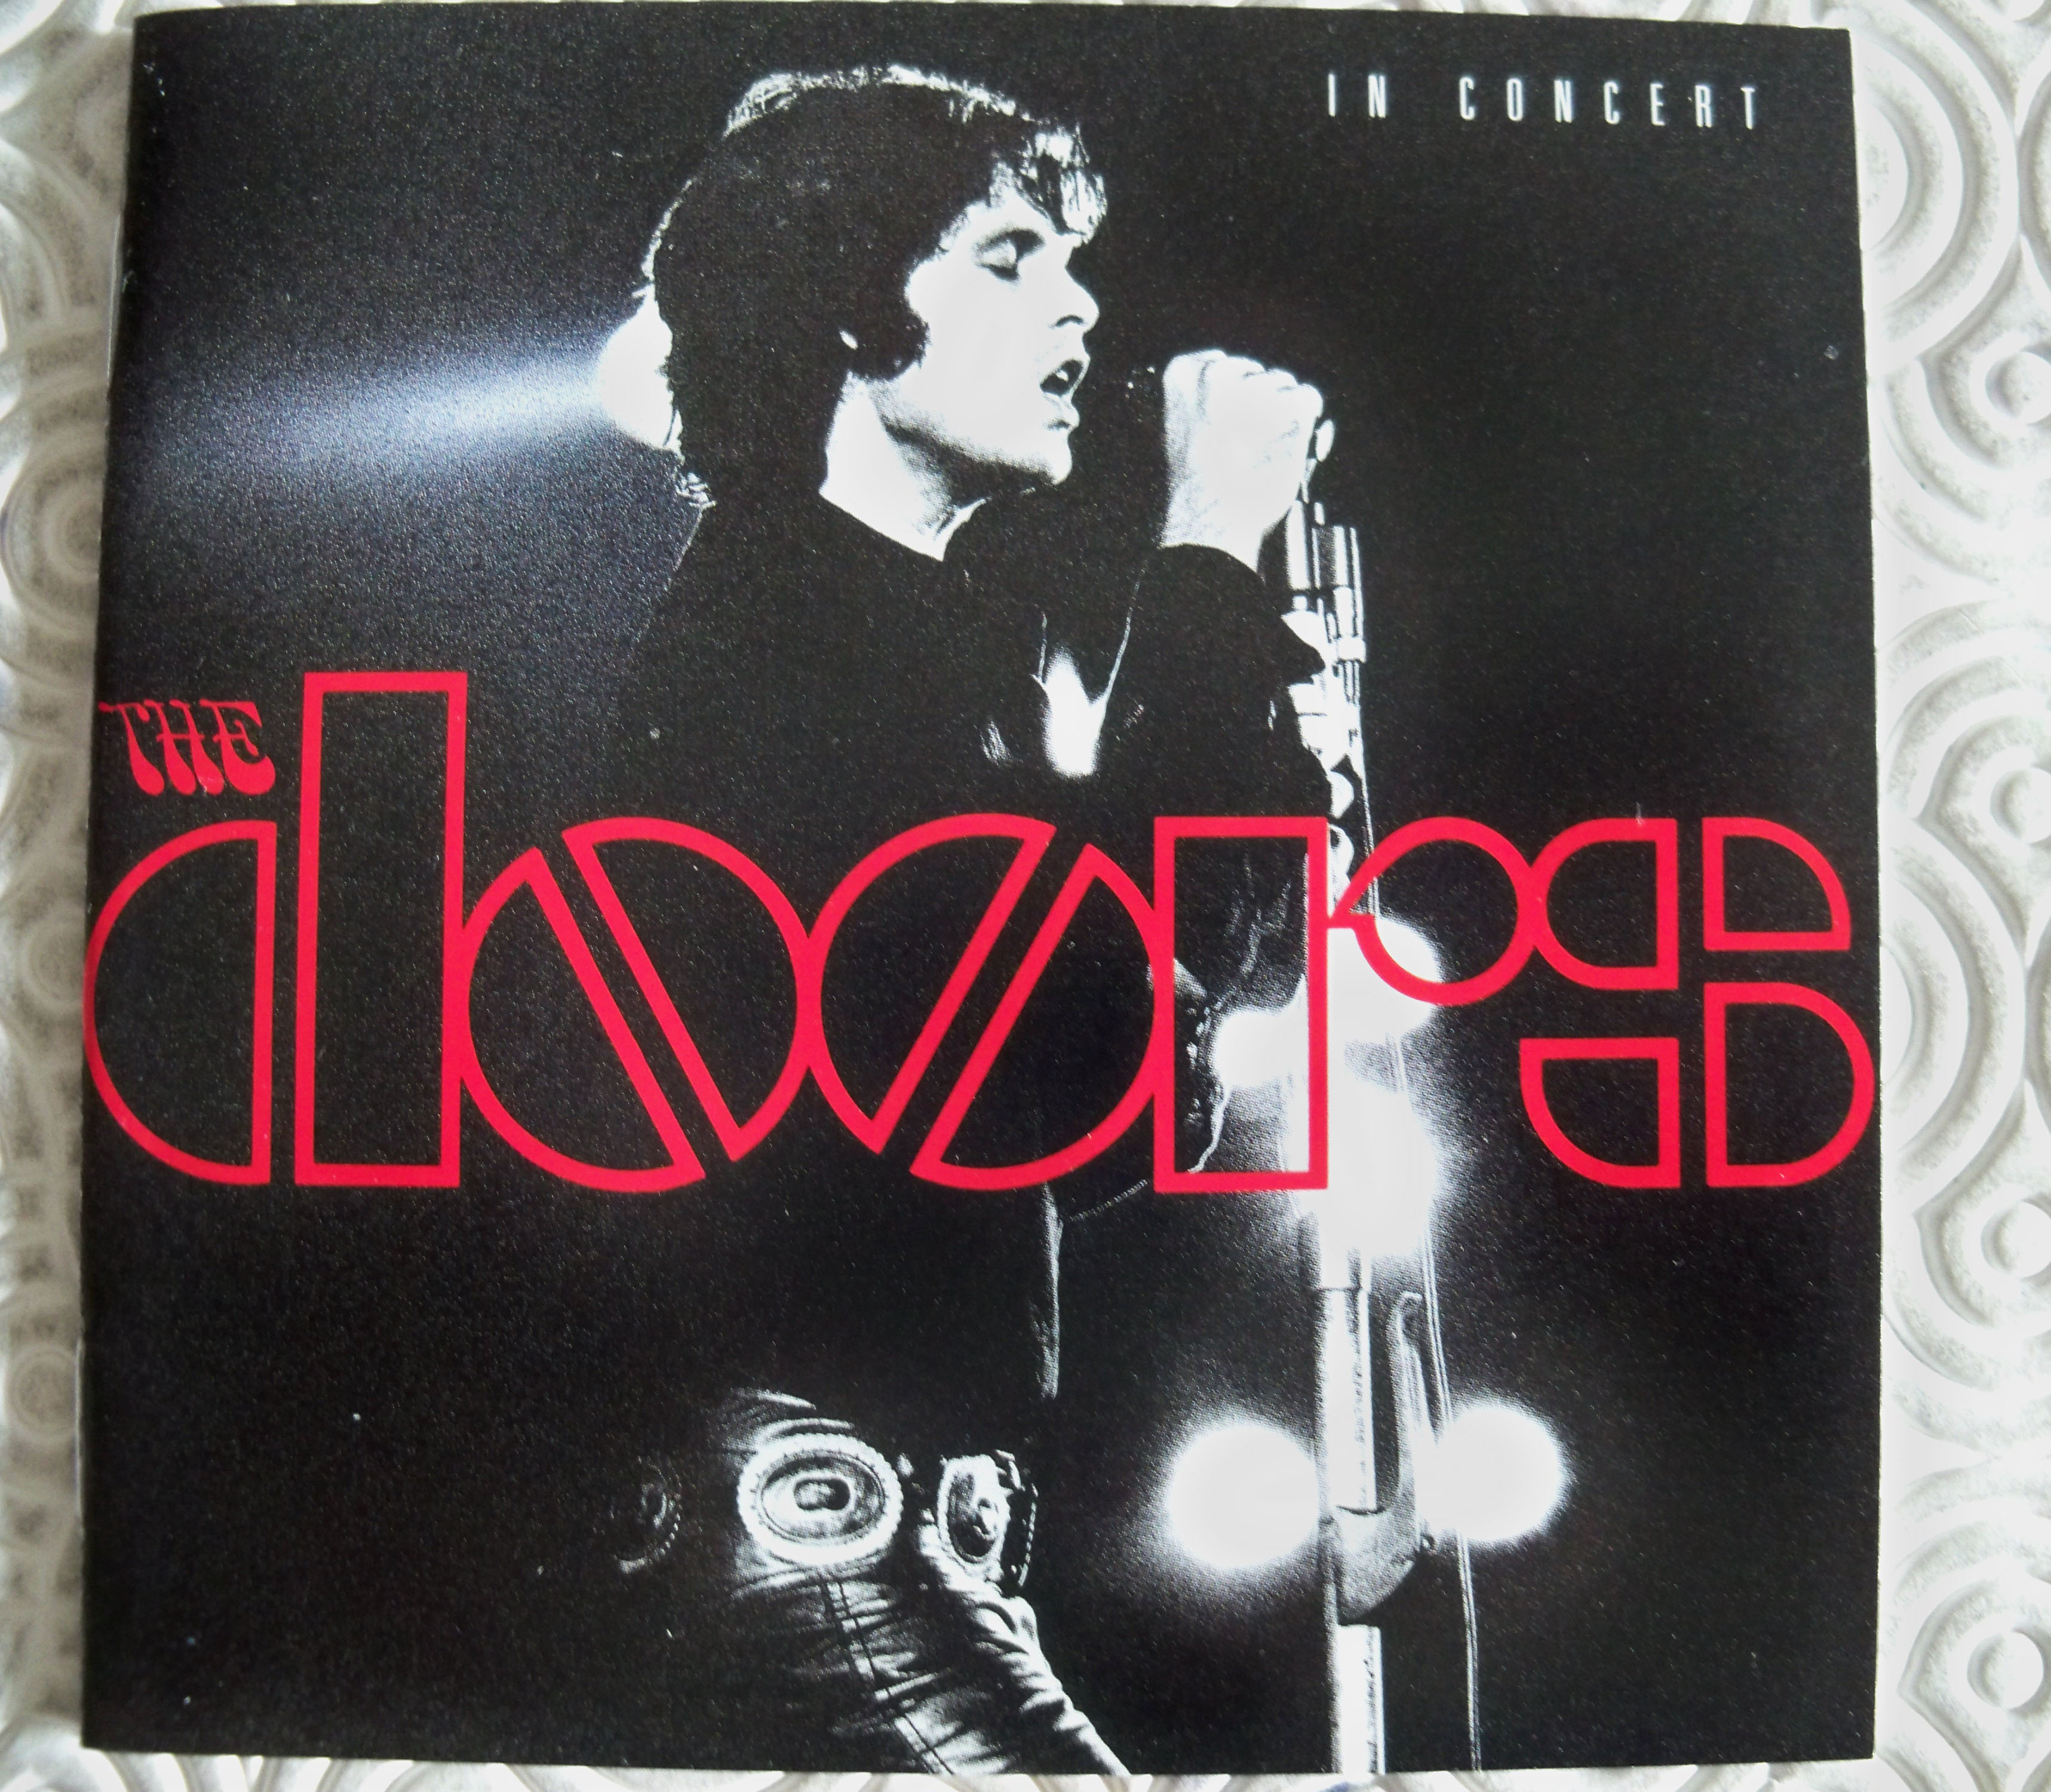 IN CONCERT
THE
doors